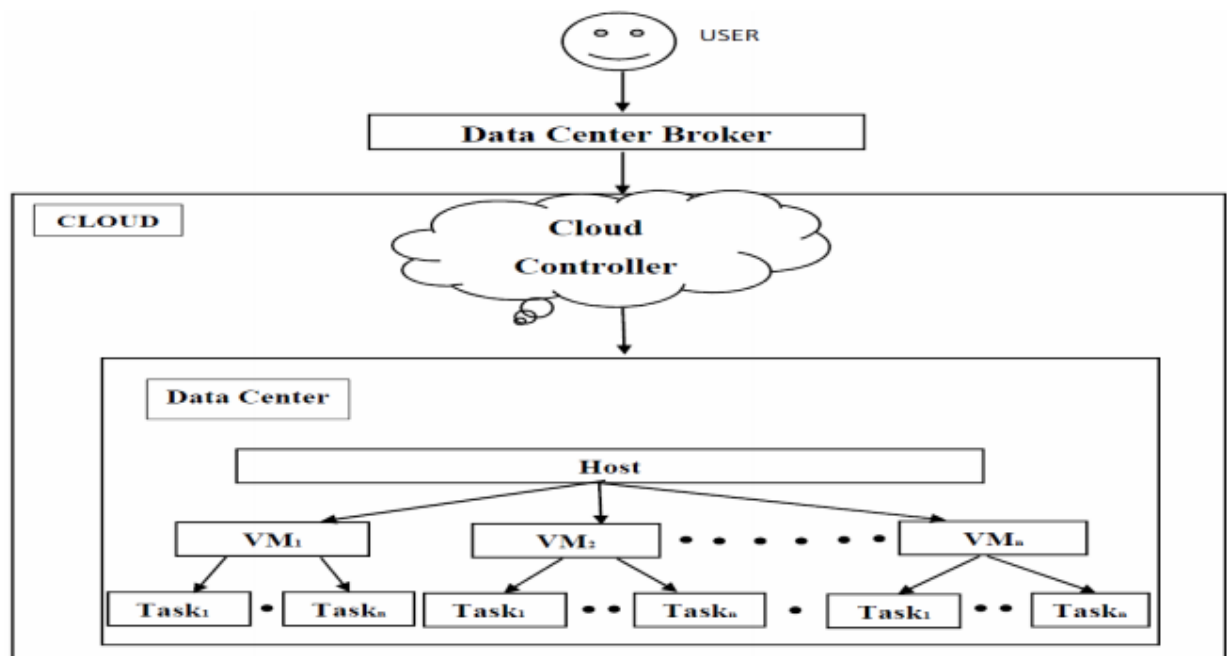 USER
Data Center Broker
CLOUD
Cloud
Controller
Data Center
Host
VM₁
VM₂
VMₙ
Task₁
Taskₙ
Task₁
Taskₙ
Task₁
Taskₙ